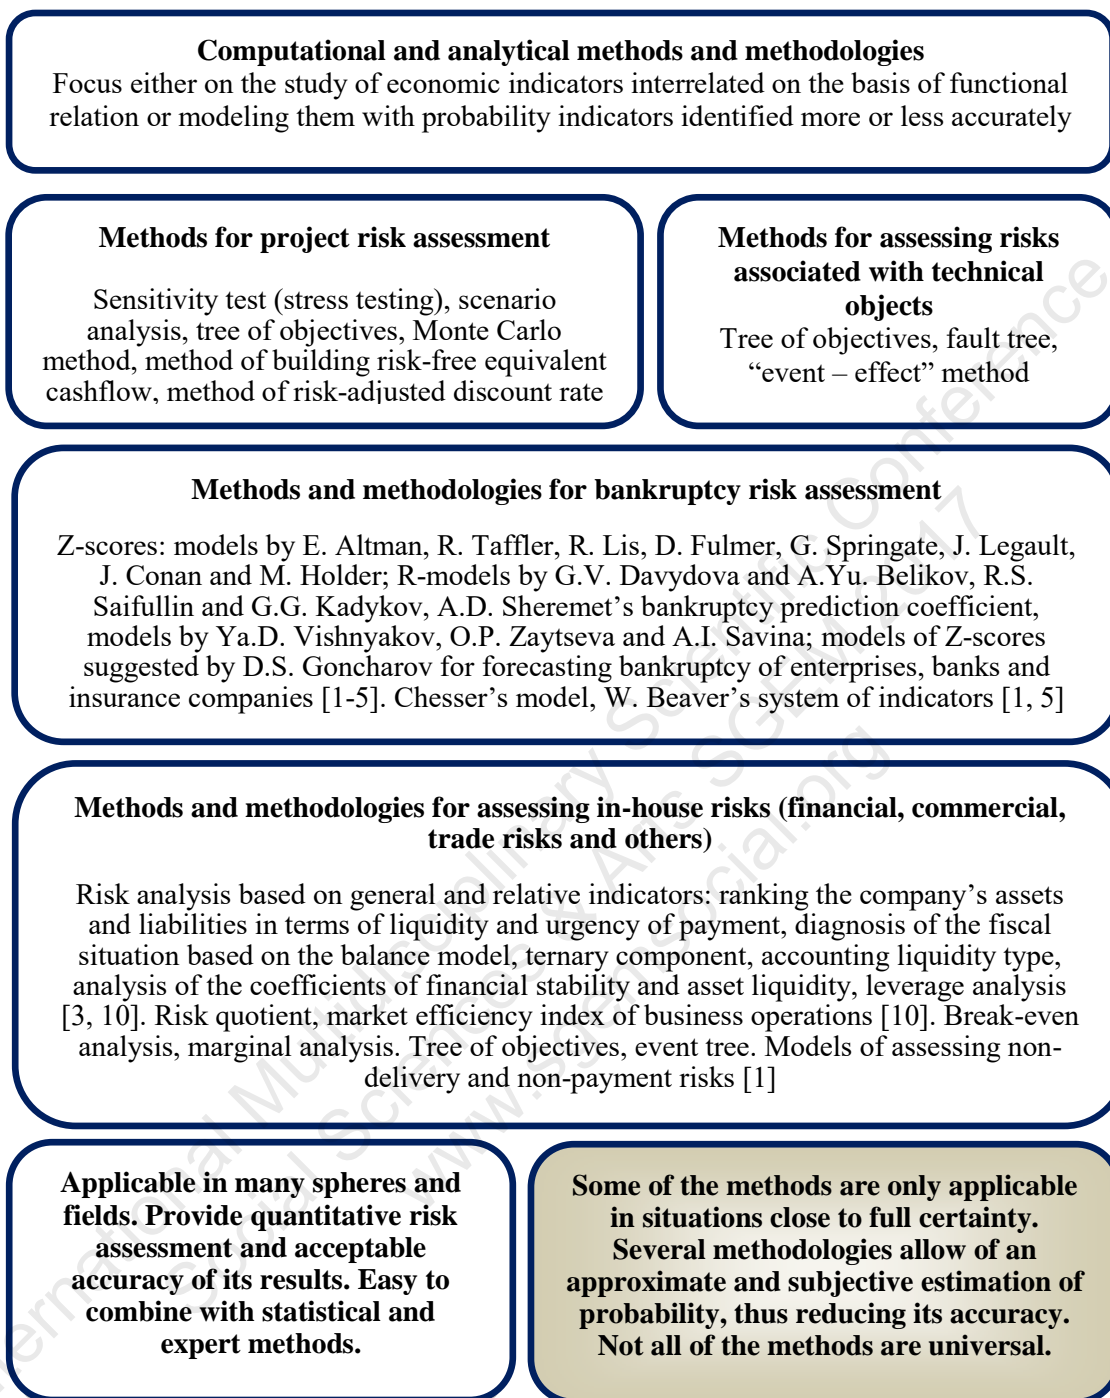 Computational and analytical methods and methodologies
Focus either on the study of economic indicators interrelated on the basis of functional
relation or modeling them with probability indicators identified more or less accurately
Methods for project risk assessment
Sensitivity test (stress testing), scenario
analysis, tree of objectives, Monte Carlo
method, method of building risk-free equivalent
cashflow, method of risk-adjusted discount rate
Methods for assessing risks
associated with technical
objects
Tree of objectives, fault tree,
“event – effect” method
Methods and methodologies for bankruptcy risk assessment
Z-scores: models by E. Altman, R. Taffler, R. Lis, D. Fulmer, G. Springate, J. Legault,
J. Conan and M. Holder; R-models by G.V. Davydova and A.Yu. Belikov, R.S.
Saifullin and G.G. Kadykov, A.D. Sheremet’s bankruptcy prediction coefficient,
models by Ya.D. Vishnyakov, O.P. Zaytseva and A.I. Savina; models of Z-scores
suggested by D.S. Goncharov for forecasting bankruptcy of enterprises, banks and
insurance companies [1-5]. Chesser’s model, W. Beaver’s system of indicators [1, 5]
Methods and methodologies for assessing in-house risks (financial, commercial,
trade risks and others)
Risk analysis based on general and relative indicators: ranking the company’s assets
and liabilities in terms of liquidity and urgency of payment, diagnosis of the fiscal
situation based on the balance model, ternary component, accounting liquidity type,
analysis of the coefficients of financial stability and asset liquidity, leverage analysis
[3, 10]. Risk quotient, market efficiency index of business operations [10]. Break-even
analysis, marginal analysis. Tree of objectives, event tree. Models of assessing non-
delivery and non-payment risks [1]
Applicable in many spheres and
fields. Provide quantitative risk
assessment and acceptable
accuracy of its results. Easy to
combine with statistical and
expert methods.
Some of the methods are only applicable
in situations close to full certainty.
Several methodologies allow of an
approximate and subjective estimation of
probability, thus reducing its accuracy.
Not all of the methods are universal.
International Multidisciplinary Scientific Conference
Social Sciences & Arts SGEM 2017
www.sgemsocial.org